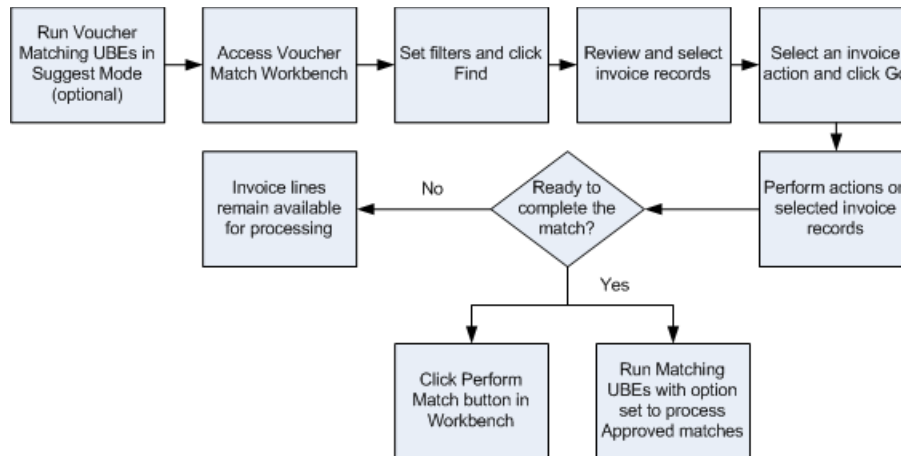 Run Voucher
Matching UBEs in
Suggest Mode
(optional)
Access Voucher
Match Workbench
Set filters and click
Find
Review and select
invoice records
Select an invoice
action and click Go
Perform actions on
selected invoice
records
Ready to
complete the
match?
No
Invoice lines
remain available
for processing
Yes
Click Perform
Match button in
Workbench
Run Matching
UBEs with option
set to process
Approved matches